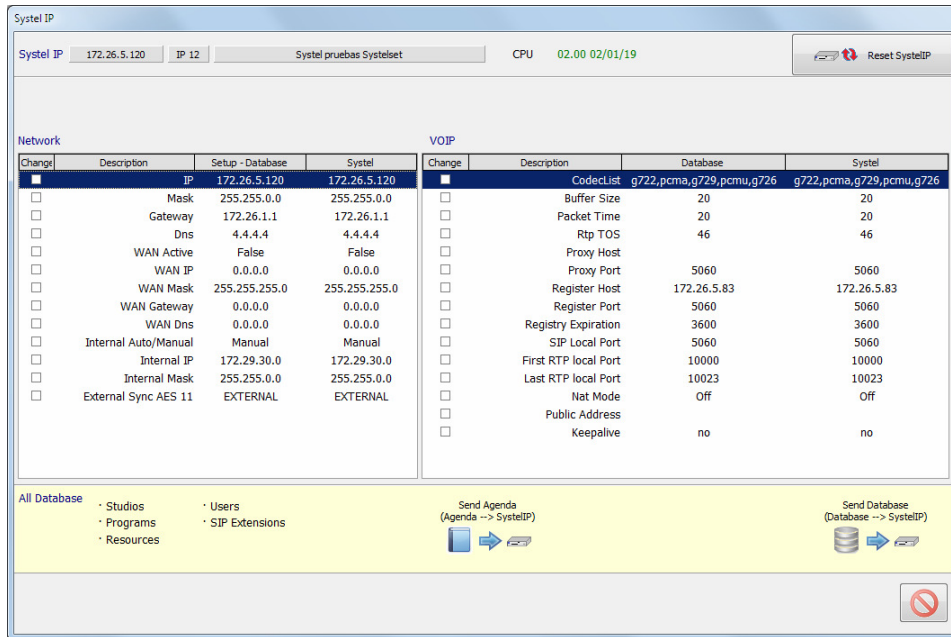 Systel IP
Systel IP 172.26.5.120 IP 12 Systel pruebas Systelset CPU 02.00 02/01/19 Reset SystelIP
Network
Change Description Setup - Database Systel
IP 172.26.5.120 172.26.5.120
Mask 255.255.0.0 255.255.0.0
Gateway 172.26.1.1 172.26.1.1
Dns 4.4.4.4 4.4.4.4
WAN Active False False
WAN IP 0.0.0.0 0.0.0.0
WAN Mask 255.255.255.0 255.255.255.0
WAN Gateway 0.0.0.0 0.0.0.0
WAN Dns 0.0.0.0 0.0.0.0
Internal Auto/Manual Manual Manual
Internal IP 172.29.30.0 172.29.30.0
Internal Mask 255.255.0.0 255.255.0.0
External Sync AES 11 EXTERNAL EXTERNAL
VOIP
Change Description Database Systel
CodecList g722,pcma,g729,pcmu,g726 g722,pcma,g729,pcmu,g726
Buffer Size 20 20
Packet Time 20 20
Rtp TOS 46 46
Proxy Host
Proxy Port 5060 5060
Register Host 172.26.5.83 172.26.5.83
Register Port 5060 5060
Registry Expiration 3600 3600
SIP Local Port 5060 5060
First RTP local Port 10000 10000
Last RTP local Port 10023 10023
Nat Mode Off Off
Public Address
Keepalive no no
All Database
· Studios
· Programs
· Resources
· Users
· SIP Extensions
Send Agenda
(Agenda --> SystelIP)
Send Database
(Database --> SystelIP)